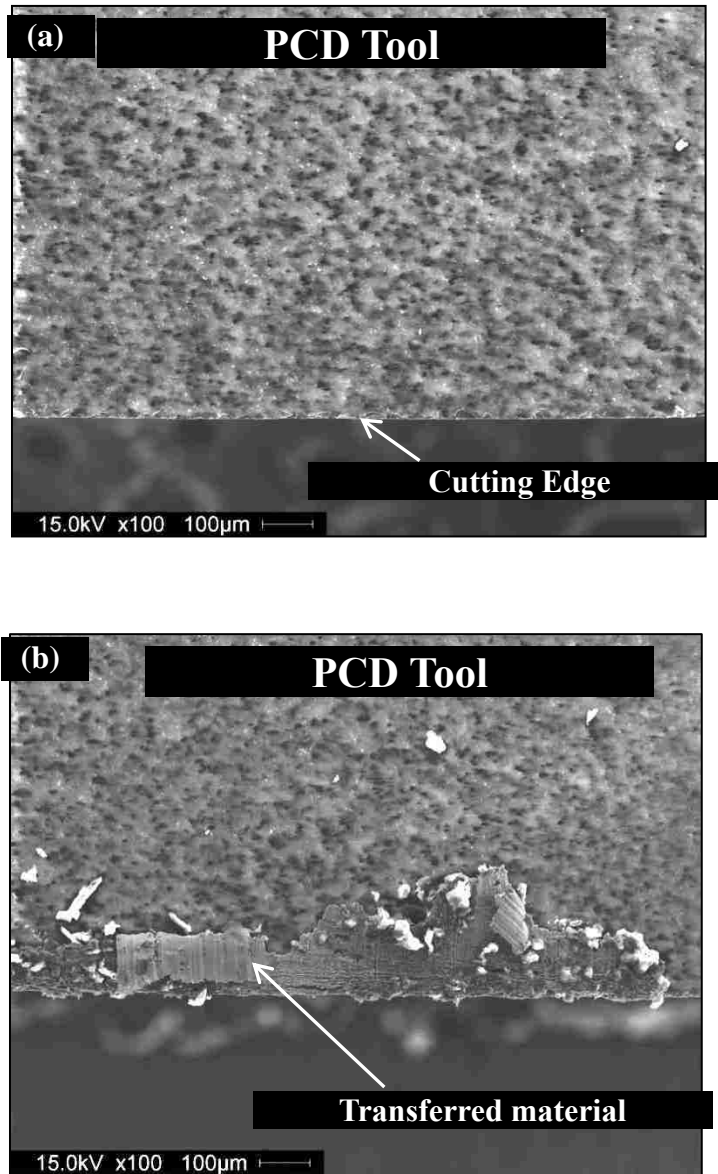 (a)
PCD Tool
Cutting Edge
15.0kV x100 100µm
(b)
PCD Tool
Transferred material
15.0kV x100 100µm